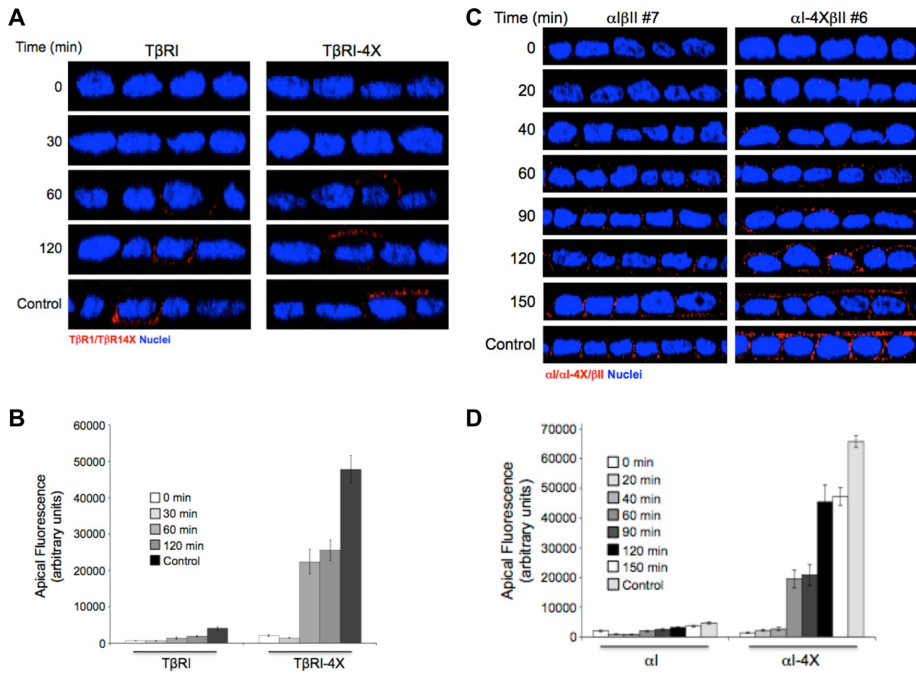 A
Time (min) TβRI TβRI-4X
0
30
60
120
Control
TβR1/TβR14X Nuclei
B
Apical Fluorescence
(arbitrary units)
60000
50000
40000
30000
20000
10000
0
0 min
30 min
60 min
120 min
Control
TβRI TβRI-4X
C
Time (min) αIβII #7 αI-4XβII #6
0
20
40
60
90
120
150
Control
αI/αI-4X/βII Nuclei
D
Apical Fluorescence
(arbitrary units)
70000
60000
50000
40000
30000
20000
10000
0
0 min
20 min
40 min
60 min
90 min
120 min
150 min
Control
αI αI-4X